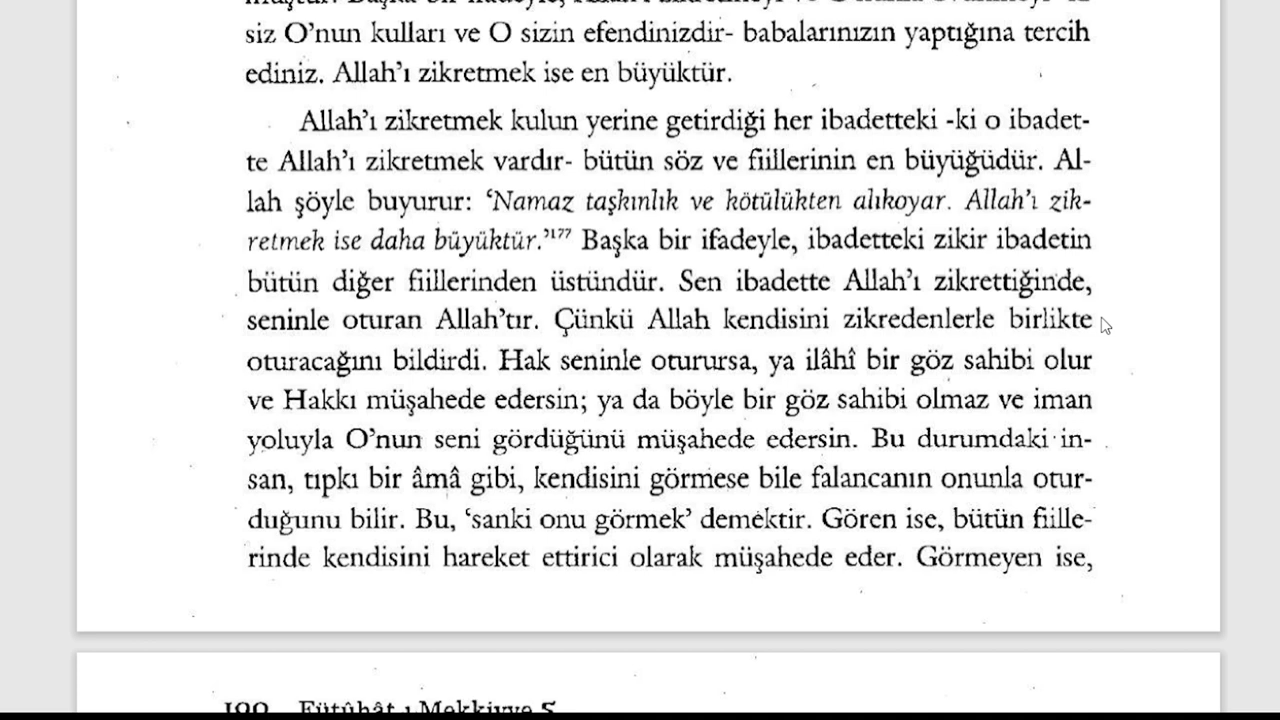 siz O'nun kulları ve O sizin efendinizdir- babalarınızın yaptığına tercih
ediniz. Allah'ı zikretmek ise en büyüktür.
Allah'ı zikretmek kulun yerine getirdiği her ibadetteki -ki o ibadet-
te Allah'ı zikretmek vardır- bütün söz ve fiillerinin en büyüğüdür. Al-
lah şöyle buyurur: 'Namaz taşkınlık ve kötülükten alıkoyar. Allah'ı zik-
retmek ise daha büyüktür.'177 Başka bir ifadeyle, ibadetteki zikir ibadetin
bütün diğer fiillerinden üstündür. Sen ibadette Allah'ı zikrettiğinde,
seninle oturan Allah'tır. Çünkü Allah kendisini zikredenlerle birlikte
oturacağını bildirdi. Hak seninle oturursa, ya ilâhî bir göz sahibi olur
ve Hakkı müşahede edersin; ya da böyle bir göz sahibi olmaz ve iman
yoluyla O'nun seni gördüğünü müşahede edersin. Bu durumdaki in-
san, tıpkı bir âmâ gibi, kendisini görmese bile falancanın onunla otur-
duğunu bilir. Bu, 'sanki onu görmek' demektir. Gören ise, bütün fiille-
rinde kendisini hareket ettirici olarak müşahede eder. Görmeyen ise,
190 Fütûhât-ı Mekkiyye 5